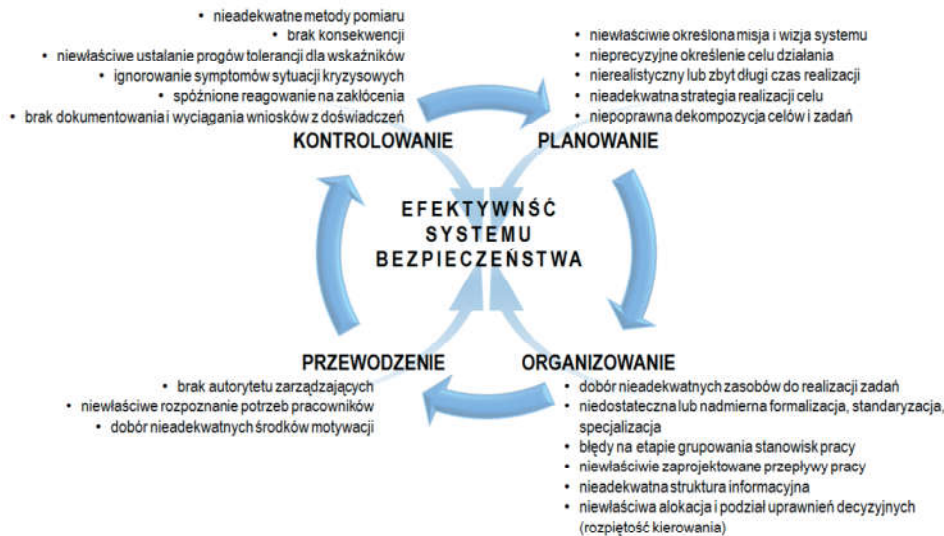 • nieadekwatne metody pomiaru
• brak konsekwencji
• niewłaściwe ustalanie progów tolerancji dla wskaźników
• ignorowanie symptomów sytuacji kryzysowych
• spóźnione reagowanie na zakłócenia
• brak dokumentowania i wyciągania wniosków z doświadczeń
KONTROLOWANIE
• niewłaściwie określona misja i wizja systemu
• nieprecyzyjne określenie celu działania
• nierealistyczny lub zbyt długi czas realizacji
• nieadekwatna strategia realizacji celu
• niepoprawna dekompozycja celów i zadań
PLANOWANIE
EFEKTYWNŚĆ
SYSTEMU
BEZPIECZEŃSTWA
PRZEWODZENIE
• brak autorytetu zarządzających
• niewłaściwe rozpoznanie potrzeb pracowników
• dobór nieadekwatnych środków motywacji
ORGANIZOWANIE
• dobór nieadekwatnych zasobów do realizacji zadań
• niedostateczna lub nadmierna formalizacja, standaryzacja,
specjalizacja
• błędy na etapie grupowania stanowisk pracy
• niewłaściwie zaprojektowane przepływy pracy
• nieadekwatna struktura informacyjna
• niewłaściwa alokacja i podział uprawnień decyzyjnych
(rozpiętość kierowania)